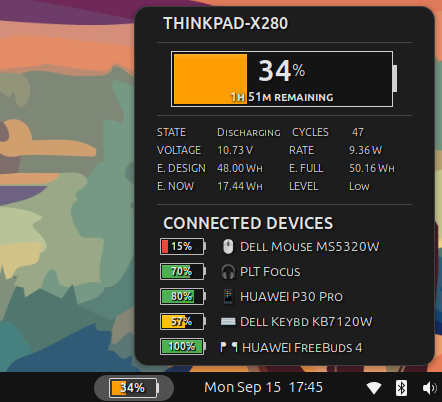 THINKPAD-X280
34%
1h 51m remaining
State Discharging Cycles 47
Voltage 10.73 V Rate 9.36 W
E. Design 48.00 Wh E. Full 50.16 Wh
E. Now 17.44 Wh Level Low
CONNECTED DEVICES
15% Dell Mouse MS5320W
70% PLT Focus
80% HUAWEI P30 Pro
57% Dell Keybd KB7120W
100% HUAWEI FreeBuds 4
34% Mon Sep 15 17:45